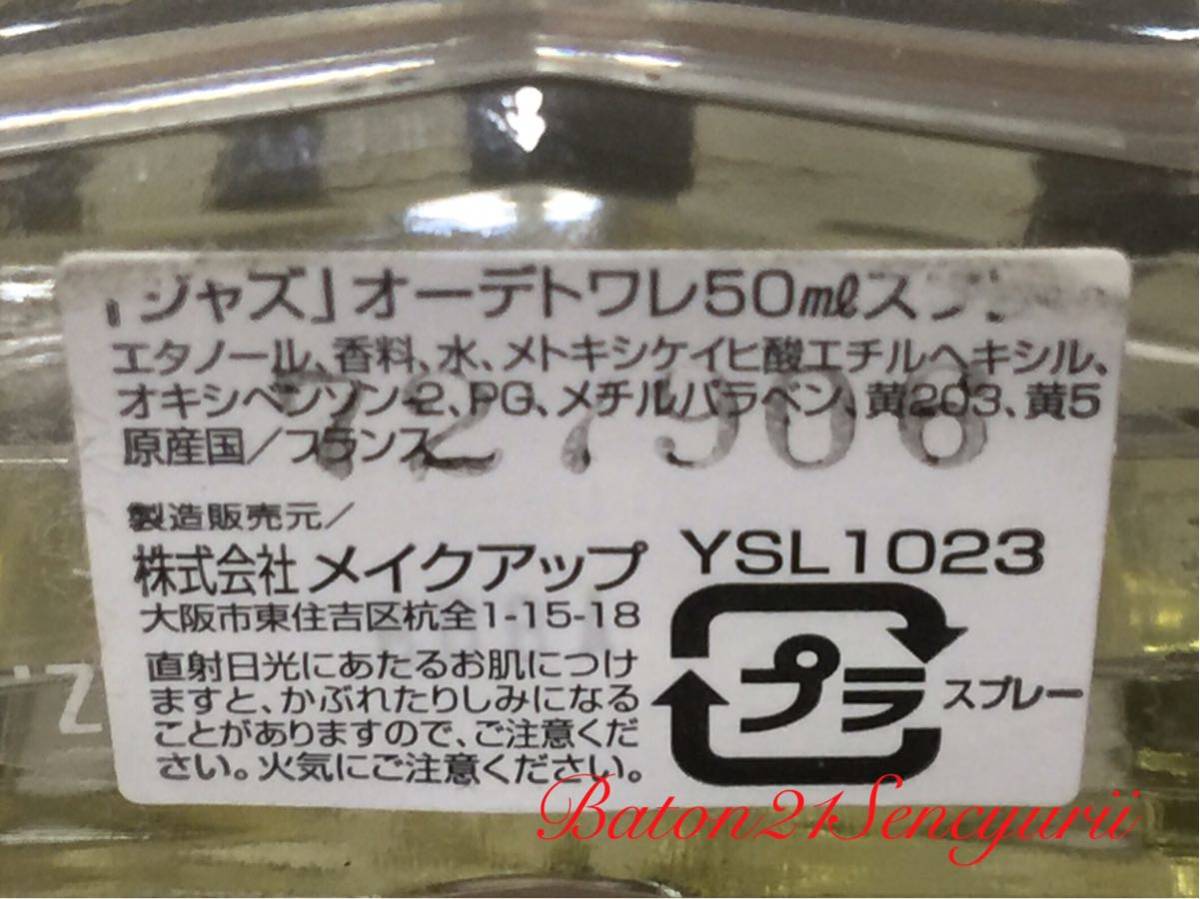 「ジャズ」オーデトワレ50mℓ
エタノール、香料、水、メトキシケイヒ酸エチルヘキシル、
オキシベンソン-2、PG、メチルパラベン、黄203、黄5
原産国/フランス
727906
製造販売元/
株式会社 メイクアップ
大阪市東住吉区杭全1-15-18
YSL1023
直射日光にあたるお肌につけ
ますと、かぶれたりしみになる
ことがありますので、ご注意くだ
さい。火気にご注意ください。
プラ
スプレー
Baton21Sencyurii